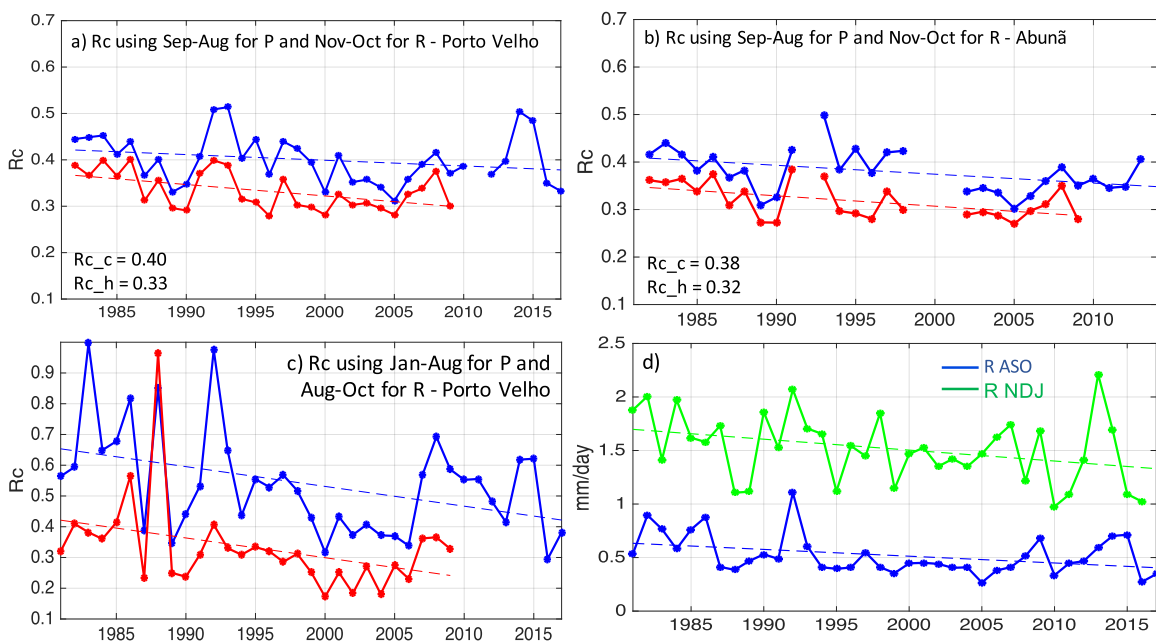 a) Rc using Sep-Aug for P and Nov-Oct for R - Porto Velho
0.7
0.6
0.5
0.4
0.3
0.2
0.1
Rc
Rc_c = 0.40
Rc_h = 0.33
1985 1990 1995 2000 2005 2010 2015
b) Rc using Sep-Aug for P and Nov-Oct for R - Abunã
0.7
0.6
0.5
0.4
0.3
0.2
0.1
Rc
Rc_c = 0.38
Rc_h = 0.32
1985 1990 1995 2000 2005 2010
c) Rc using Jan-Aug for P and
Aug-Oct for R - Porto Velho
0.9
0.8
0.7
0.6
0.5
0.4
0.3
0.2
0.1
Rc
1985 1990 1995 2000 2005 2010 2015
d)
R ASO
R NDJ
2.5
2
1.5
1
0.5
0
mm/day
1985 1990 1995 2000 2005 2010 2015